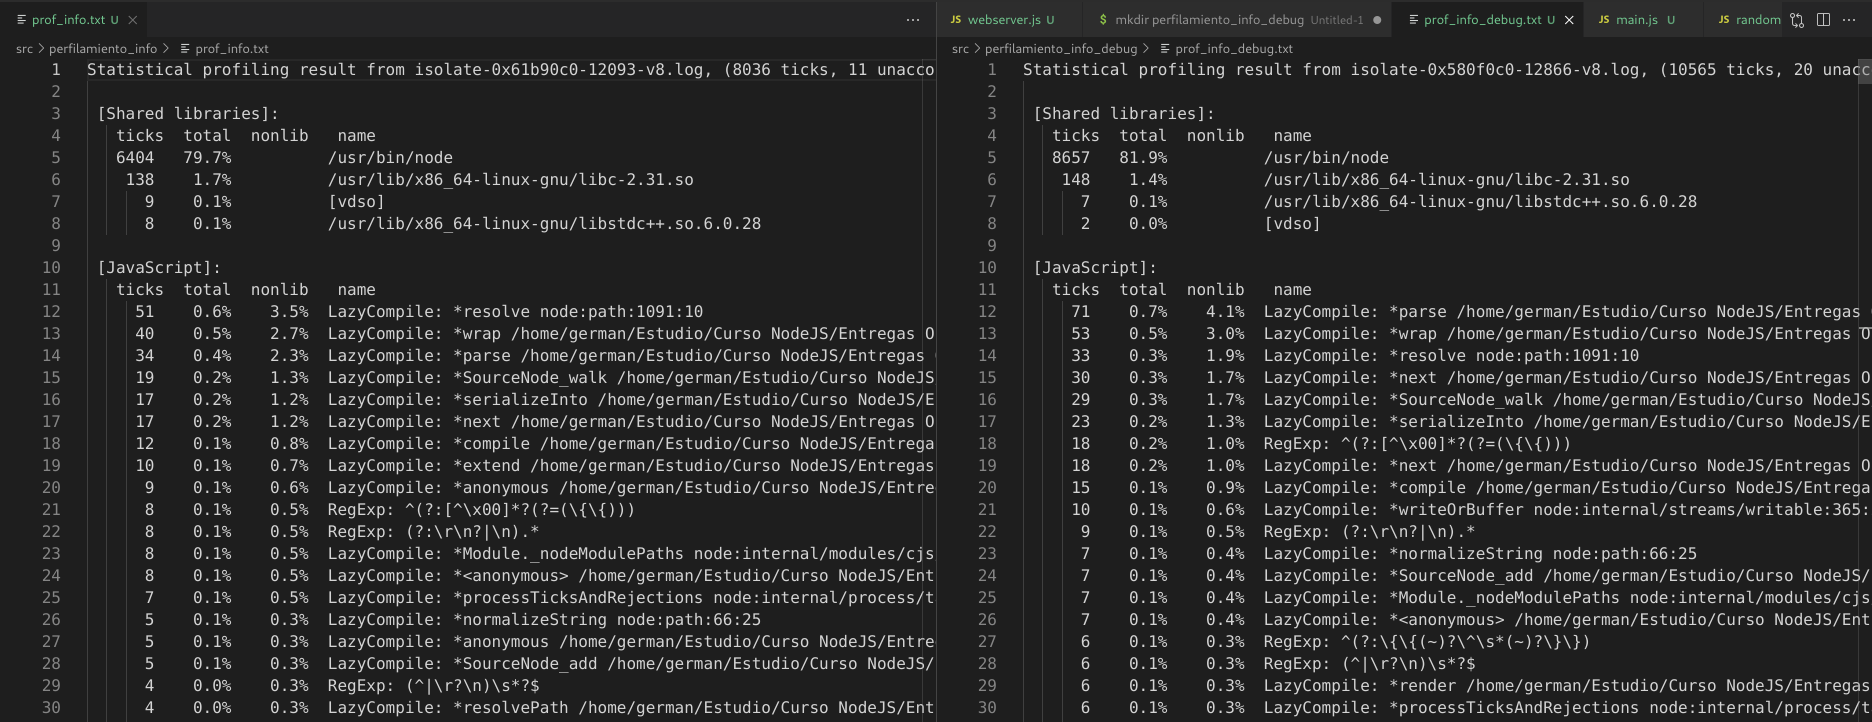 prof_info.txt U
src > perfilamiento_info > prof_info.txt
1 Statistical profiling result from isolate-0x61b90c0-12093-v8.log, (8036 ticks, 11 unacco
2
3 [Shared libraries]:
4 ticks total nonlib name
5 6404 79.7% /usr/bin/node
6 138 1.7% /usr/lib/x86_64-linux-gnu/libc-2.31.so
7 9 0.1% [vdso]
8 8 0.1% /usr/lib/x86_64-linux-gnu/libstdc++.so.6.0.28
9
10 [JavaScript]:
11 ticks total nonlib name
12 51 0.6% 3.5% LazyCompile: *resolve node:path:1091:10
13 40 0.5% 2.7% LazyCompile: *wrap /home/german/Estudio/Curso NodeJS/Entregas O
14 34 0.4% 2.3% LazyCompile: *parse /home/german/Estudio/Curso NodeJS/Entregas
15 19 0.2% 1.3% LazyCompile: *SourceNode_walk /home/german/Estudio/Curso NodeJS
16 17 0.2% 1.2% LazyCompile: *serializeInto /home/german/Estudio/Curso NodeJS/E
17 17 0.2% 1.2% LazyCompile: *next /home/german/Estudio/Curso NodeJS/Entregas O
18 12 0.1% 0.8% LazyCompile: *compile /home/german/Estudio/Curso NodeJS/Entrega
19 10 0.1% 0.7% LazyCompile: *extend /home/german/Estudio/Curso NodeJS/Entregas
20 9 0.1% 0.6% LazyCompile: *anonymous /home/german/Estudio/Curso NodeJS/Entre
21 8 0.1% 0.5% RegExp: ^(?:[^\x00]*?(?=(\{\{)))
22 8 0.1% 0.5% RegExp: (?:\r\n?|\n).*
23 8 0.1% 0.5% LazyCompile: *Module._nodeModulePaths node:internal/modules/cjs
24 8 0.1% 0.5% LazyCompile: *<anonymous> /home/german/Estudio/Curso NodeJS/Ent
25 7 0.1% 0.5% LazyCompile: *processTicksAndRejections node:internal/process/t
26 5 0.1% 0.3% LazyCompile: *normalizeString node:path:66:25
27 5 0.1% 0.3% LazyCompile: *anonymous /home/german/Estudio/Curso NodeJS/Entre
28 5 0.1% 0.3% LazyCompile: *SourceNode_add /home/german/Estudio/Curso NodeJS/
29 4 0.0% 0.3% RegExp: (^|\r?\n)\s*?$
30 4 0.0% 0.3% LazyCompile: *resolvePath /home/german/Estudio/Curso NodeJS/Ent
JS webserver.js U $ mkdir perfilamiento_info_debug Untitled-1 prof_info_debug.txt U JS main.js U JS random
src > perfilamiento_info_debug > prof_info_debug.txt
1 Statistical profiling result from isolate-0x580f0c0-12866-v8.log, (10565 ticks, 20 unacc
2
3 [Shared libraries]:
4 ticks total nonlib name
5 8657 81.9% /usr/bin/node
6 148 1.4% /usr/lib/x86_64-linux-gnu/libc-2.31.so
7 7 0.1% /usr/lib/x86_64-linux-gnu/libstdc++.so.6.0.28
8 2 0.0% [vdso]
9
10 [JavaScript]:
11 ticks total nonlib name
12 71 0.7% 4.1% LazyCompile: *parse /home/german/Estudio/Curso NodeJS/Entregas
13 53 0.5% 3.0% LazyCompile: *wrap /home/german/Estudio/Curso NodeJS/Entregas O
14 33 0.3% 1.9% LazyCompile: *resolve node:path:1091:10
15 30 0.3% 1.7% LazyCompile: *next /home/german/Estudio/Curso NodeJS/Entregas O
16 29 0.3% 1.7% LazyCompile: *SourceNode_walk /home/german/Estudio/Curso NodeJS
17 23 0.2% 1.3% LazyCompile: *serializeInto /home/german/Estudio/Curso NodeJS/E
18 18 0.2% 1.0% RegExp: ^(?:[^\x00]*?(?=(\{\{)))
19 18 0.2% 1.0% LazyCompile: *next /home/german/Estudio/Curso NodeJS/Entregas O
20 15 0.1% 0.9% LazyCompile: *compile /home/german/Estudio/Curso NodeJS/Entrega
21 10 0.1% 0.6% LazyCompile: *writeOrBuffer node:internal/streams/writable:365:
22 9 0.1% 0.5% RegExp: (?:\r\n?|\n).*
23 7 0.1% 0.4% LazyCompile: *normalizeString node:path:66:25
24 7 0.1% 0.4% LazyCompile: *SourceNode_add /home/german/Estudio/Curso NodeJS/
25 7 0.1% 0.4% LazyCompile: *Module._nodeModulePaths node:internal/modules/cjs
26 7 0.1% 0.4% LazyCompile: *<anonymous> /home/german/Estudio/Curso NodeJS/Ent
27 6 0.1% 0.3% RegExp: ^(?:\{\{(~)?\^\s*(~)?\}\})
28 6 0.1% 0.3% RegExp: (^|\r?\n)\s*?$
29 6 0.1% 0.3% LazyCompile: *render /home/german/Estudio/Curso NodeJS/Entregas
30 6 0.1% 0.3% LazyCompile: *processTicksAndRejections node:internal/process/t